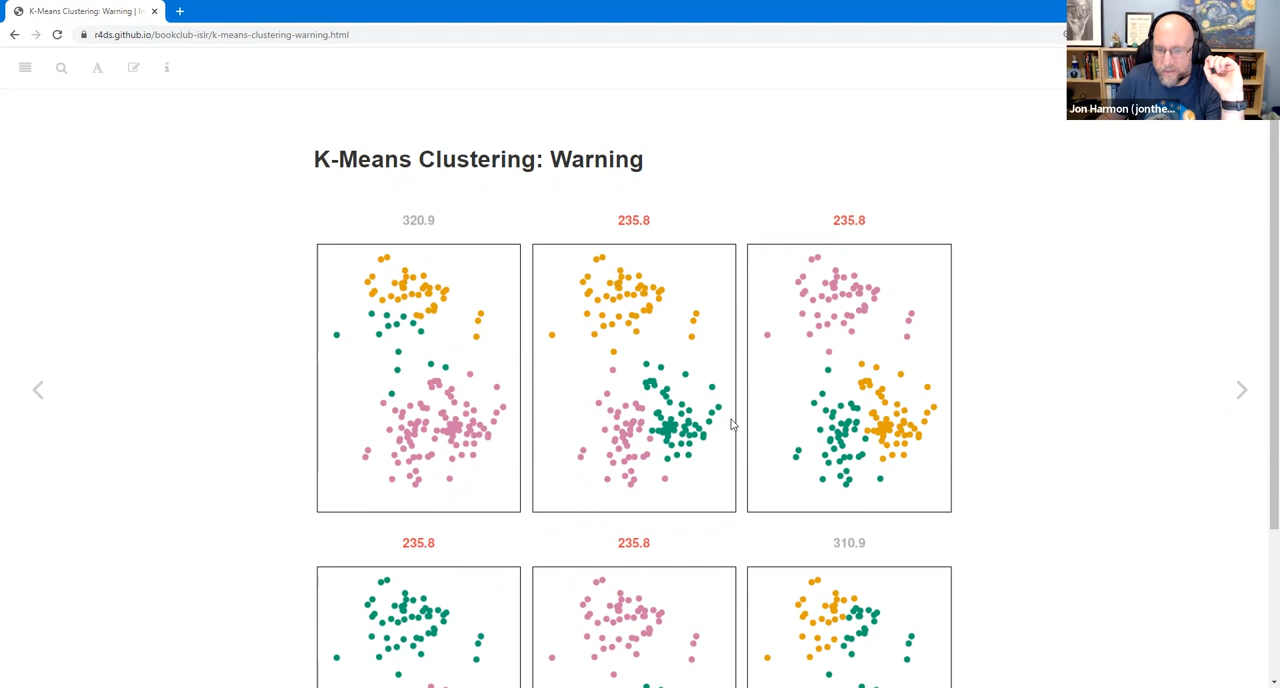 K-Means Clustering: Warning | In
r4ds.github.io/bookclub-islr/k-means-clustering-warning.html
Jon Harmon (jonthe...
K-Means Clustering: Warning
320.9
235.8
235.8
235.8
235.8
310.9